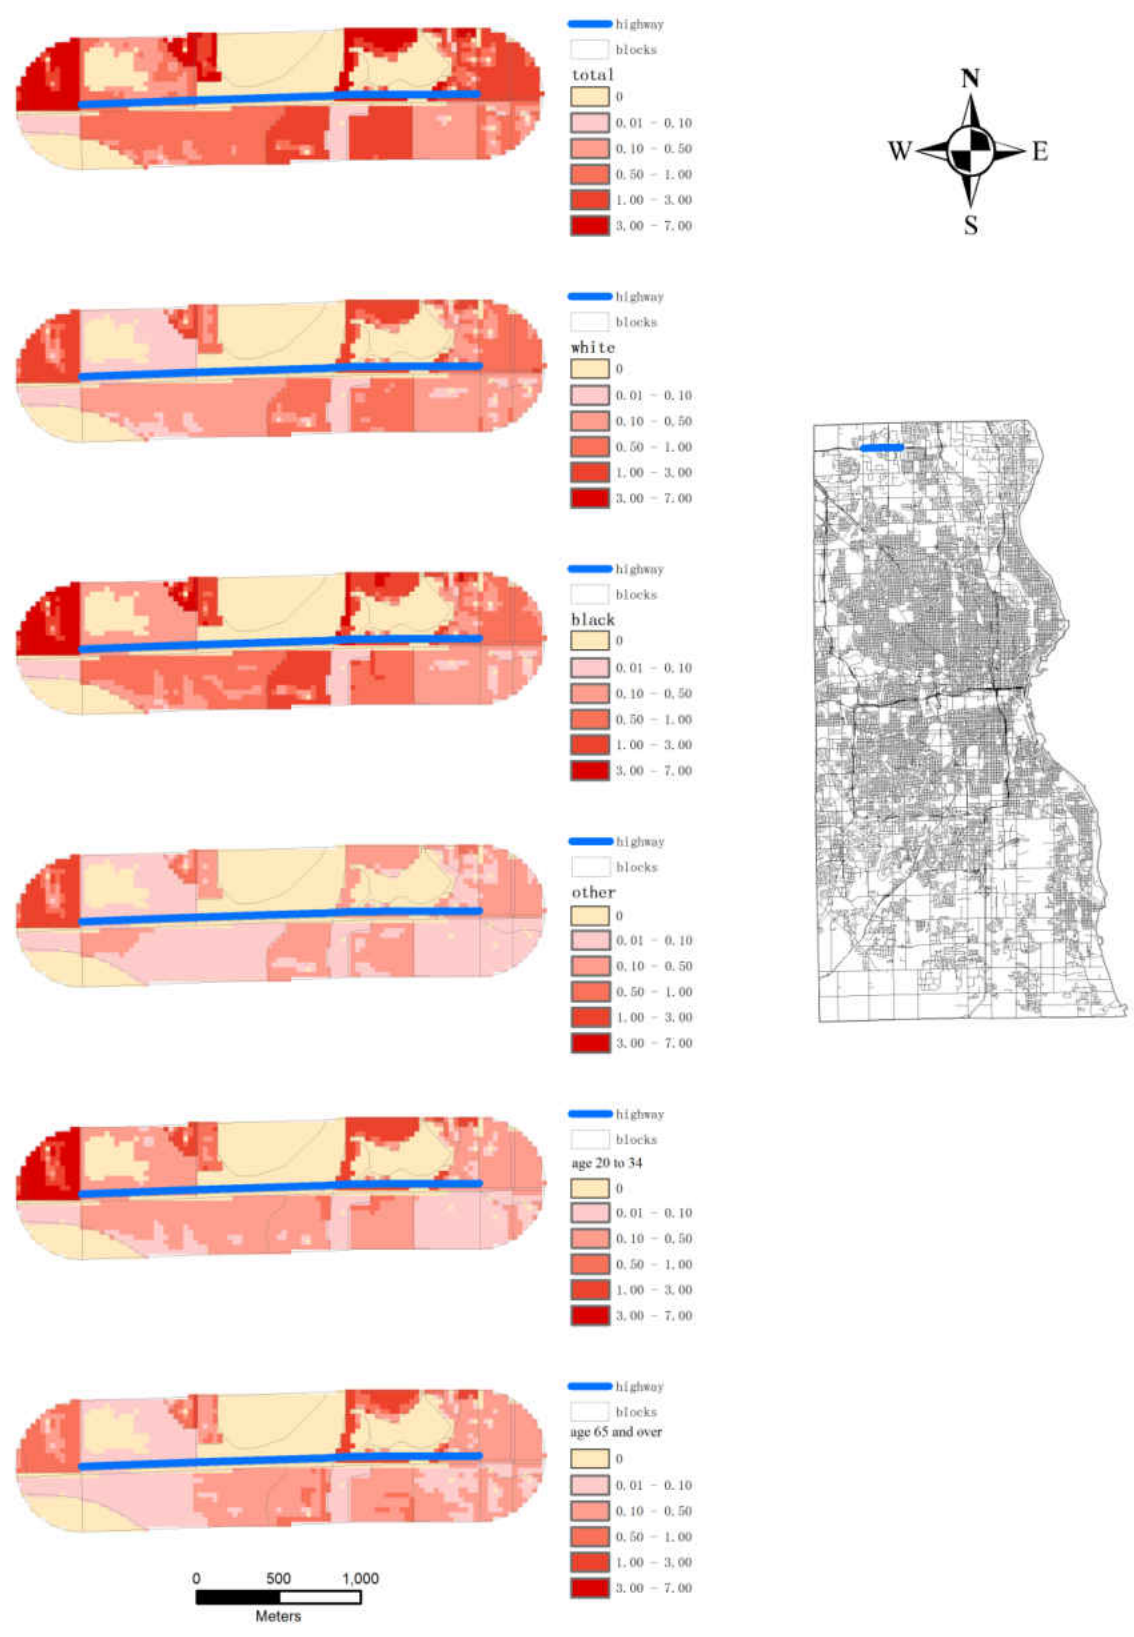 highway
blocks
total
0
0.01 - 0.10
0.10 - 0.50
0.50 - 1.00
1.00 - 3.00
3.00 - 7.00
N
W E
S
highway
blocks
white
0
0.01 - 0.10
0.10 - 0.50
0.50 - 1.00
1.00 - 3.00
3.00 - 7.00
highway
blocks
black
0
0.01 - 0.10
0.10 - 0.50
0.50 - 1.00
1.00 - 3.00
3.00 - 7.00
highway
blocks
other
0
0.01 - 0.10
0.10 - 0.50
0.50 - 1.00
1.00 - 3.00
3.00 - 7.00
highway
blocks
age 20 to 34
0
0.01 - 0.10
0.10 - 0.50
0.50 - 1.00
1.00 - 3.00
3.00 - 7.00
highway
blocks
age 65 and over
0
0.01 - 0.10
0.10 - 0.50
0.50 - 1.00
1.00 - 3.00
3.00 - 7.00
0 500 1,000
Meters